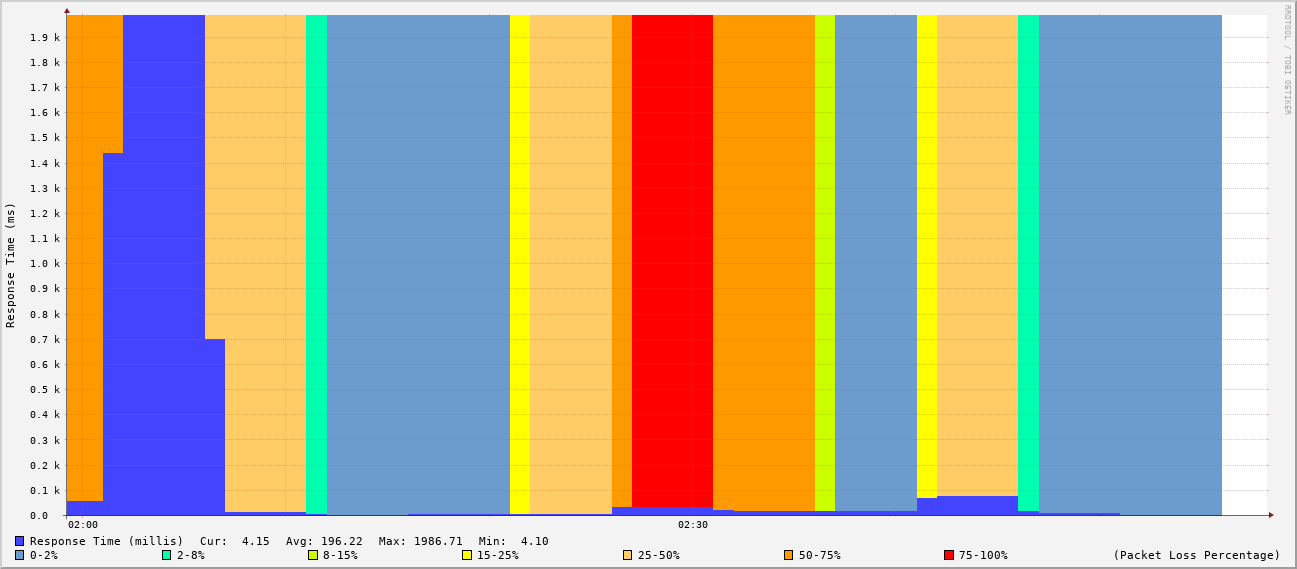 RRDTOOL / TOBI OETIKER
Response Time (ms)
1.9 k
1.8 k
1.7 k
1.6 k
1.5 k
1.4 k
1.3 k
1.2 k
1.1 k
1.0 k
0.9 k
0.8 k
0.7 k
0.6 k
0.5 k
0.4 k
0.3 k
0.2 k
0.1 k
0.0
02:00 02:30
Response Time (millis) Cur: 4.15 Avg: 196.22 Max: 1986.71 Min: 4.10
0-2% 2-8% 8-15% 15-25% 25-50% 50-75% 75-100% (Packet Loss Percentage)